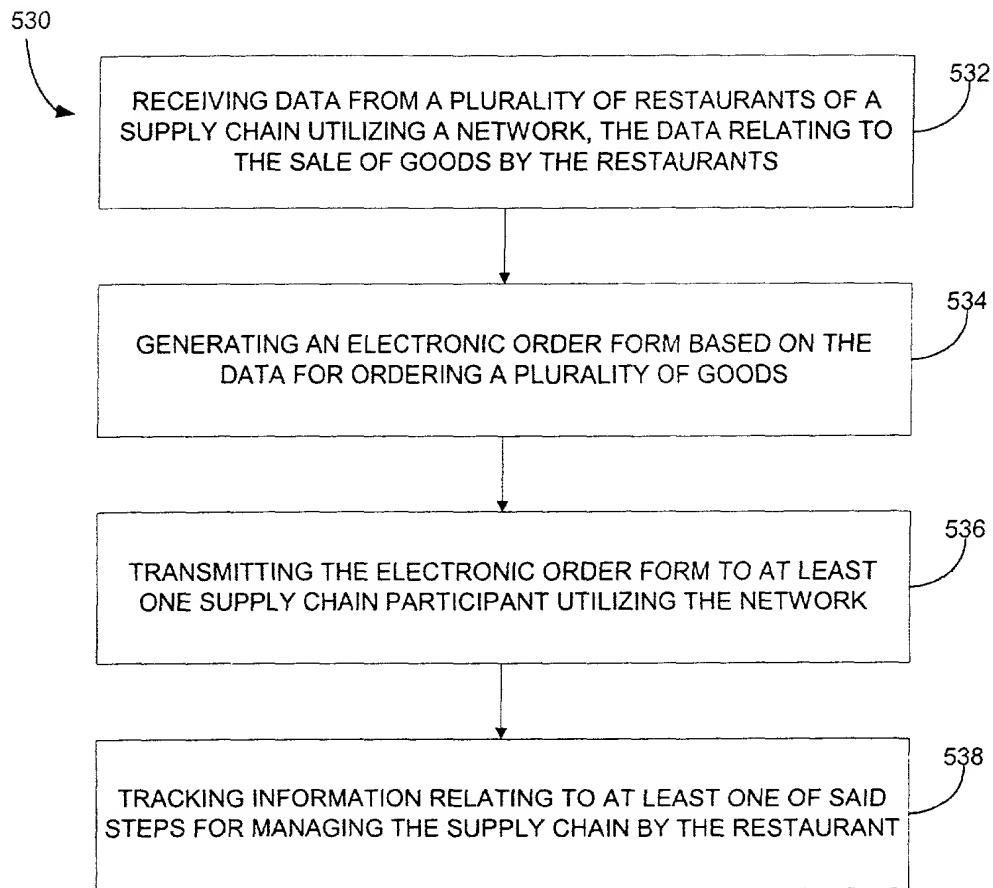 530
532
RECEIVING DATA FROM A PLURALITY OF RESTAURANTS OF A
SUPPLY CHAIN UTILIZING A NETWORK, THE DATA RELATING TO
THE SALE OF GOODS BY THE RESTAURANTS
534
GENERATING AN ELECTRONIC ORDER FORM BASED ON THE
DATA FOR ORDERING A PLURALITY OF GOODS
536
TRANSMITTING THE ELECTRONIC ORDER FORM TO AT LEAST
ONE SUPPLY CHAIN PARTICIPANT UTILIZING THE NETWORK
538
TRACKING INFORMATION RELATING TO AT LEAST ONE OF SAID
STEPS FOR MANAGING THE SUPPLY CHAIN BY THE RESTAURANT